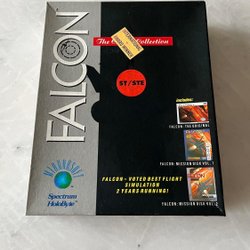 FALCON
The Classic Collection
ST/STE
includes:
FALCON: THE ORIGINAL
FALCON: MISSION DISK VOL. 1
FALCON: MISSION DISK VOL. 2
FALCON - VOTED BEST FLIGHT
SIMULATION
2 YEARS RUNNING!
MIRRORSOFT
Spectrum
HoloByte